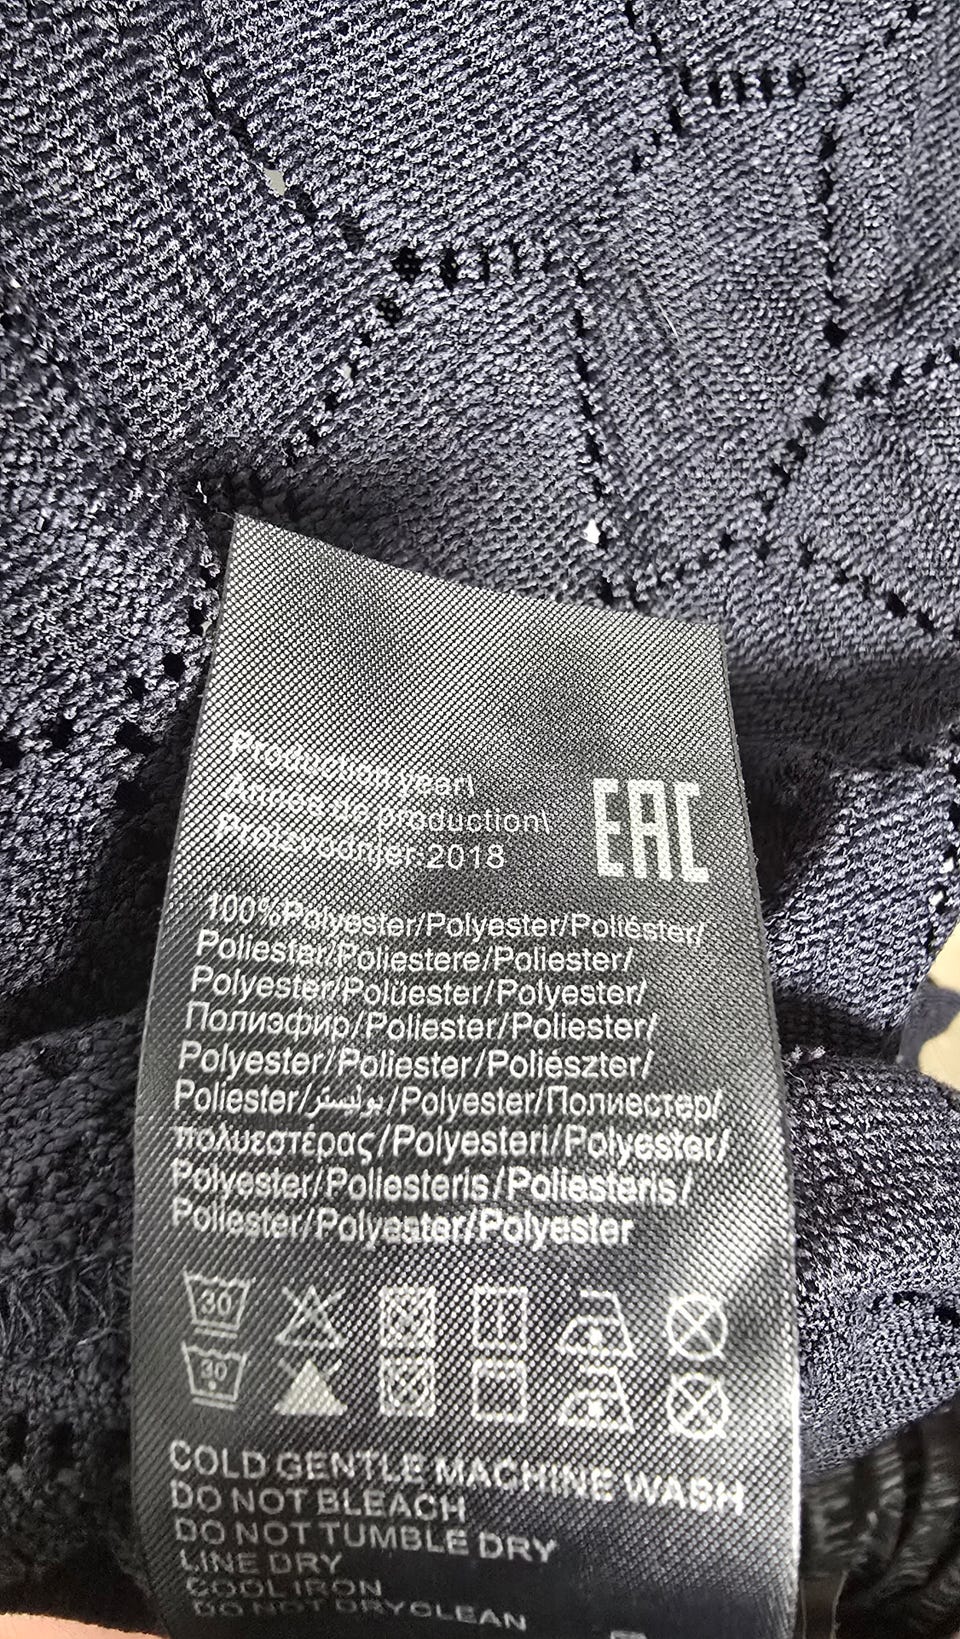 Production year\
Année de production\
Proizvodnier 2018
EAC
100%Polyester/Polyester/Poliéster/
Poliester/Poliestere/Poliester/
Polyester/Polüester/Polyester/
Полиэфир/Poliester/Poliester/
Polyester/Poliester/Poliészter/
Poliester/بوليستر/Polyester/Полиестер/
πολυεστέρας/Polyesteri/Polyester/
Polyester/Poliesteris/Poliesteris/
Poliester/Polyester/Polyester
30
30
COLD GENTLE MACHINE WASH
DO NOT BLEACH
DO NOT TUMBLE DRY
LINE DRY
COOL IRON
DO NOT DRYCLEAN